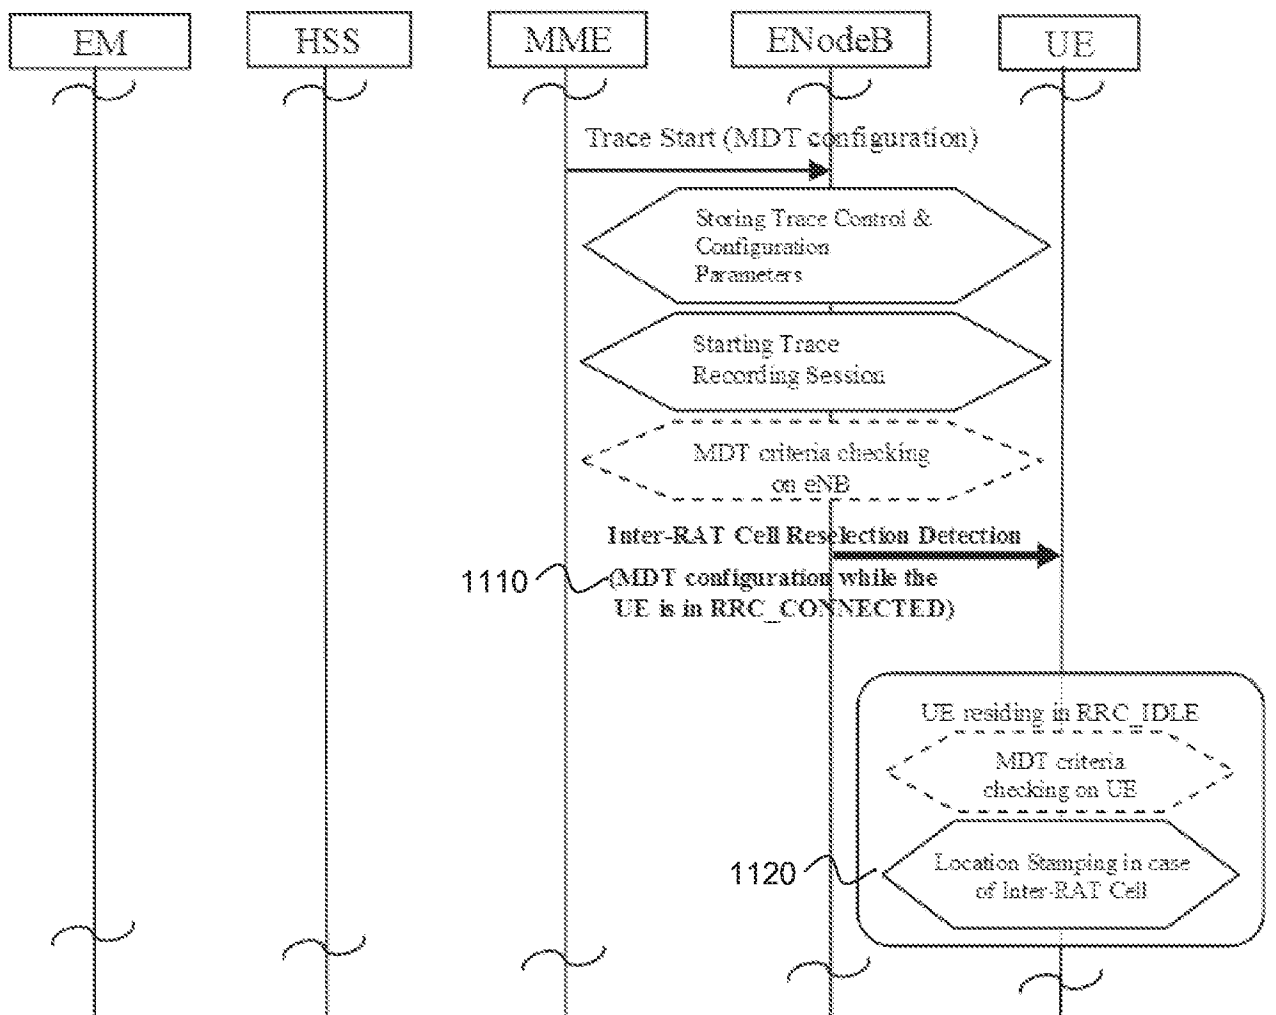 EM
HSS
MME
ENodeB
UE
Trace Start (MDT configuration)
Storing Trace Control &
Configuration
Parameters
Starting Trace
Recording Session
MDT criteria checking
on eNB
Inter-RAT Cell Reselection Detection
1110
(MDT configuration while the
UE is in RRC_CONNECTED)
UE residing in RRC_IDLE
MDT criteria
checking on UE
1120
Location Stamping in case
of Inter-RAT Cell